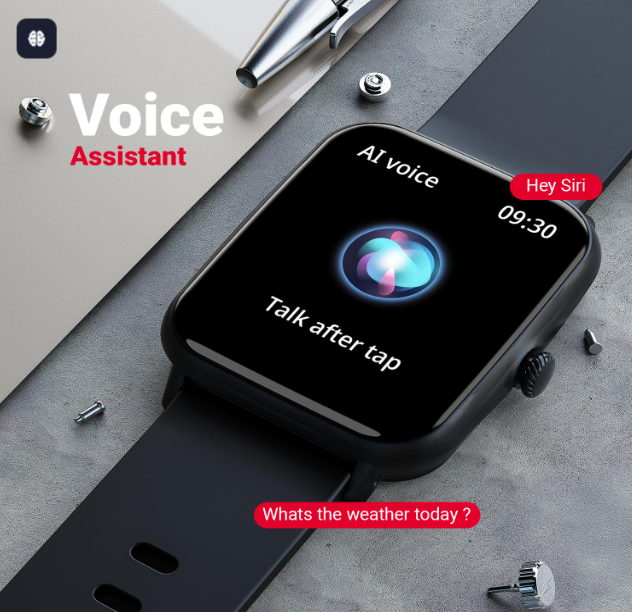 Voice
Assistant
AI voice
Hey Siri
09:30
Talk after tap
Whats the weather today ?